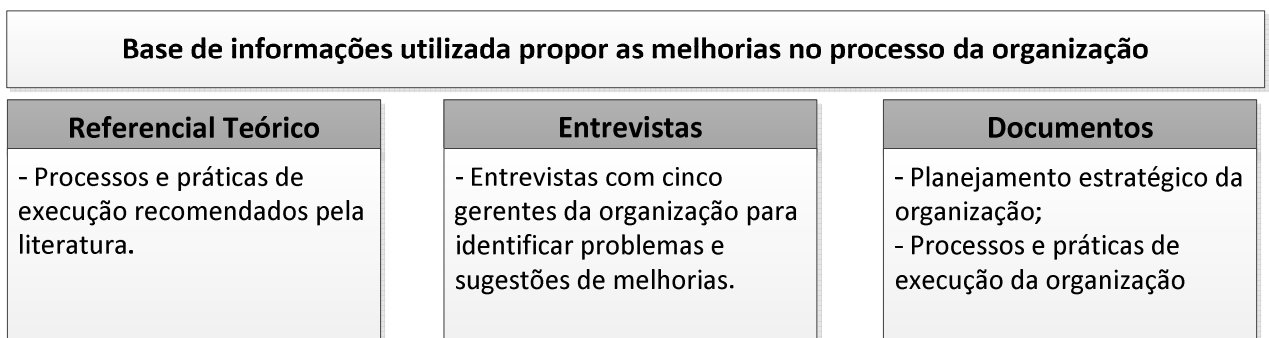 Base de informações utilizada propor as melhorias no processo da organização
Referencial Teórico
- Processos e práticas de
execução recomendados pela
literatura.
Entrevistas
- Entrevistas com cinco
gerentes da organização para
identificar problemas e
sugestões de melhorias.
Documentos
- Planejamento estratégico da
organização;
- Processos e práticas de
execução da organização